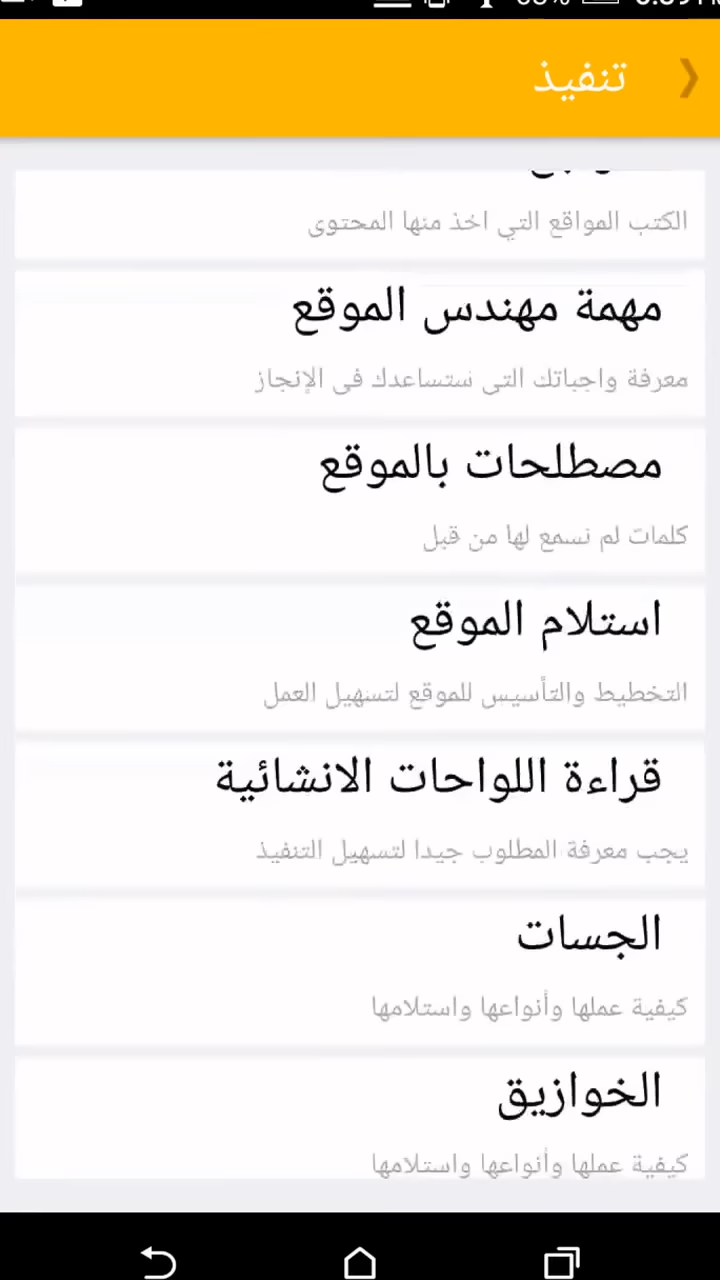 تنفيذ
الكتب المواقع التي اخذ منها المحتوى
مهمة مهندس الموقع
معرفة واجباتك التى ستساعدك فى الإنجاز
مصطلحات بالموقع
كلمات لم نسمع لها من قبل
استلام الموقع
التخطيط والتأسيس للموقع لتسهيل العمل
قراءة اللواحات الانشائية
يجب معرفة المطلوب جيدا لتسهيل التنفيذ
الجسات
كيفية عملها وأنواعها واستلامها
الخوازيق
كيفية عملها وأنواعها واستلامها